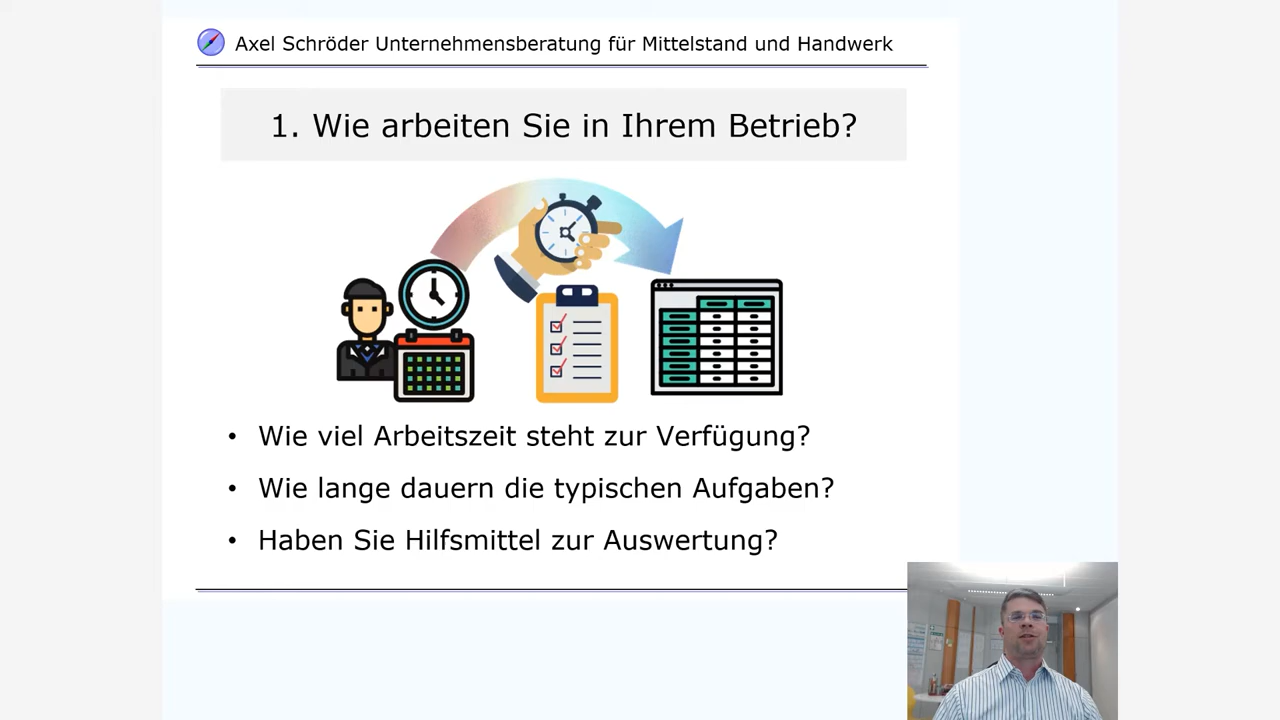 Axel Schröder Unternehmensberatung für Mittelstand und Handwerk
1. Wie arbeiten Sie in Ihrem Betrieb?
• Wie viel Arbeitszeit steht zur Verfügung?
• Wie lange dauern die typischen Aufgaben?
• Haben Sie Hilfsmittel zur Auswertung?